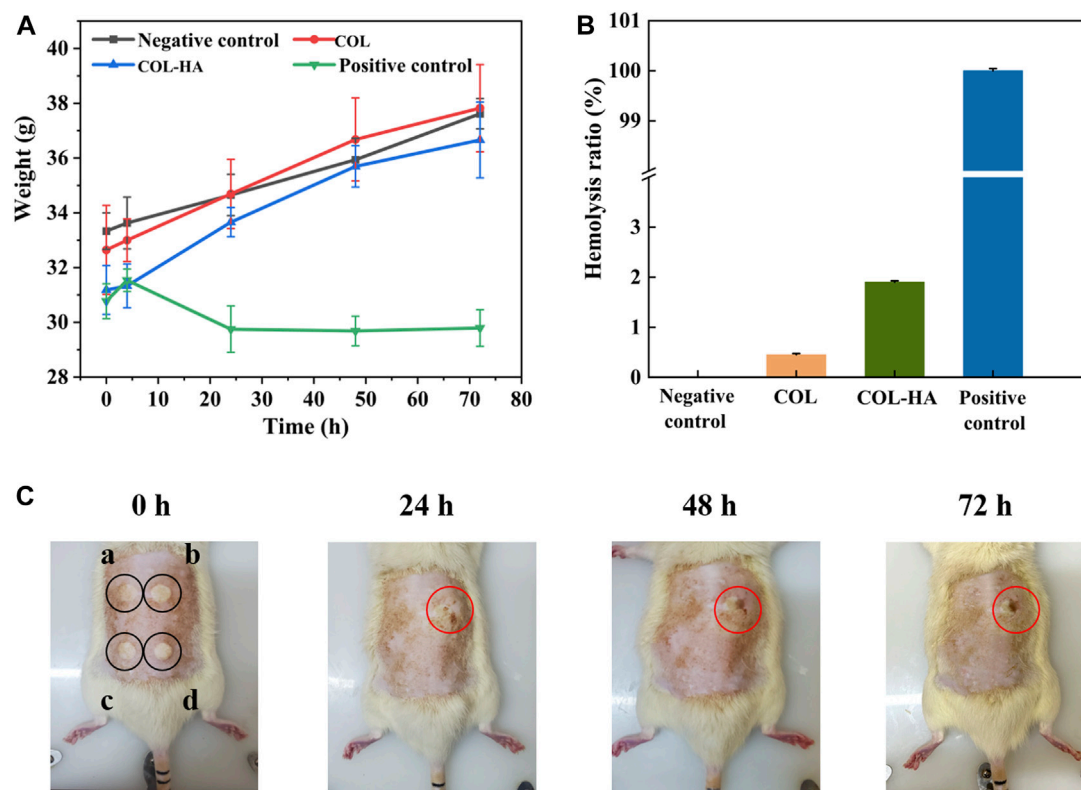 A
Negative control
COL
COL-HA
Positive control
Weight (g)
40
38
36
34
32
30
28
0 10 20 30 40 50 60 70 80
Time (h)
B
Hemolysis ratio (%)
101
100
99
3
2
1
0
Negative control
COL
COL-HA
Positive control
C
0 h
24 h
48 h
72 h
a b
c d